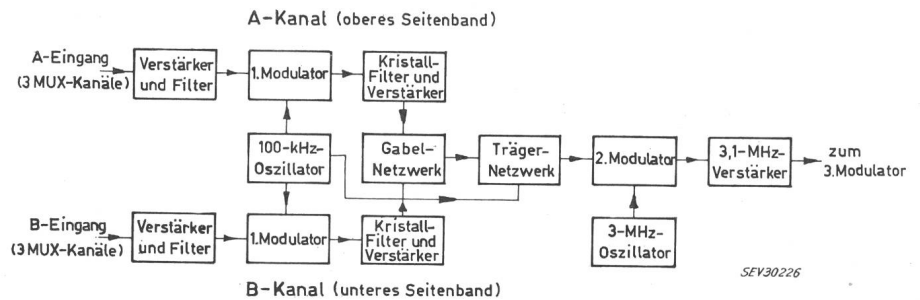 A-Kanal (oberes Seitenband)
A-Eingang
(3 MUX-Kanäle)
Verstärker
und Filter
1.Modulator
Kristall-
Filter und
Verstärker
100-kHz-
Oszillator
Gabel-
Netzwerk
Träger-
Netzwerk
2.Modulator
3,1-MHz-
Verstärker
zum
3.Modulator
B-Eingang
(3 MUX-Kanäle)
Verstärker
und Filter
1.Modulator
Kristall-
Filter und
Verstärker
3-MHz-
Oszillator
SEV30226
B-Kanal (unteres Seitenband)